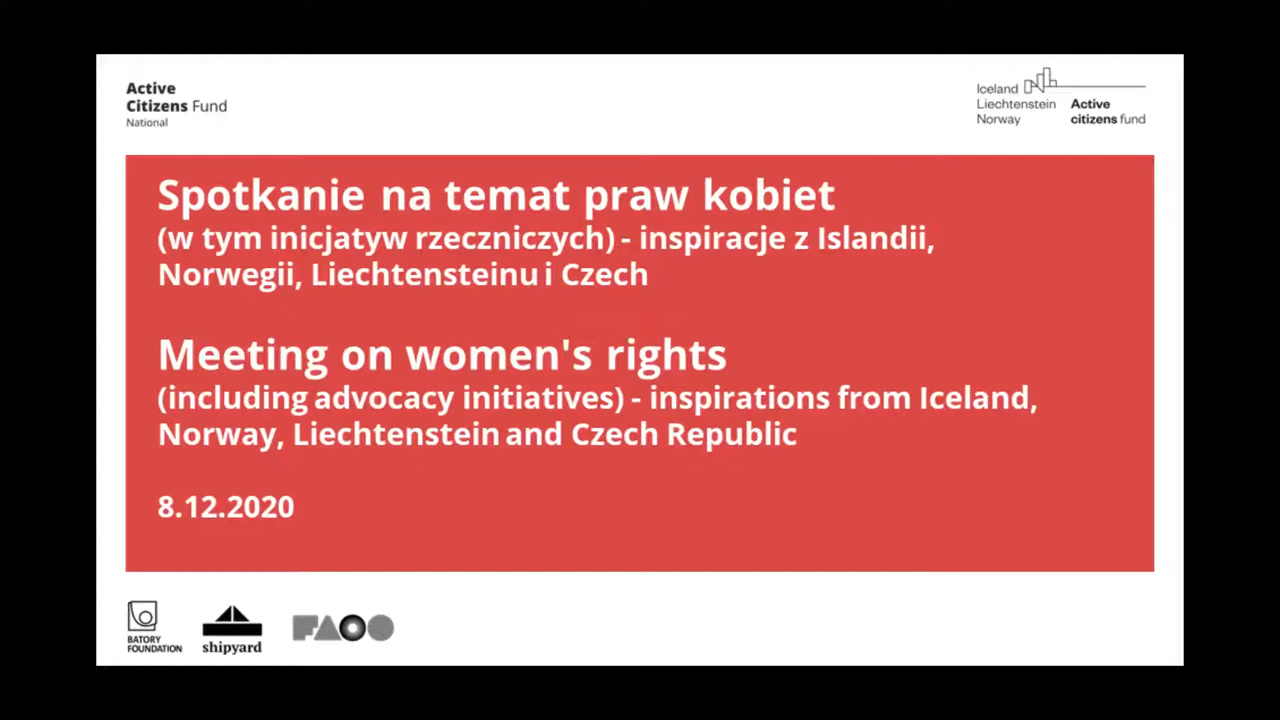 Active
Citizens Fund
National
Iceland
Liechtenstein
Norway
Active
citizens fund
Spotkanie na temat praw kobiet
(w tym inicjatyw rzeczniczych) - inspiracje z Islandii,
Norwegii, Liechtensteinu i Czech
Meeting on women's rights
(including advocacy initiatives) - inspirations from Iceland,
Norway, Liechtenstein and Czech Republic
8.12.2020
BATORY
FOUNDATION
shipyard
FAOO